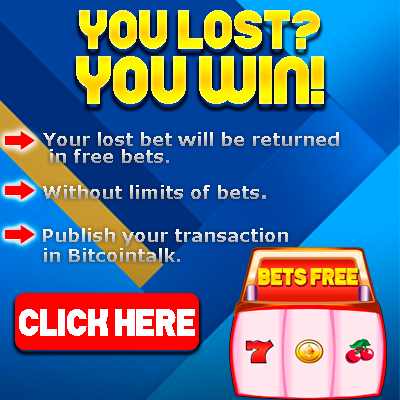 YOU LOST?
YOU WIN!
Your lost bet will be returned
in free bets.
Without limits of bets.
Publish your transaction
in Bitcointalk.
BETS FREE
CLICK HERE
7